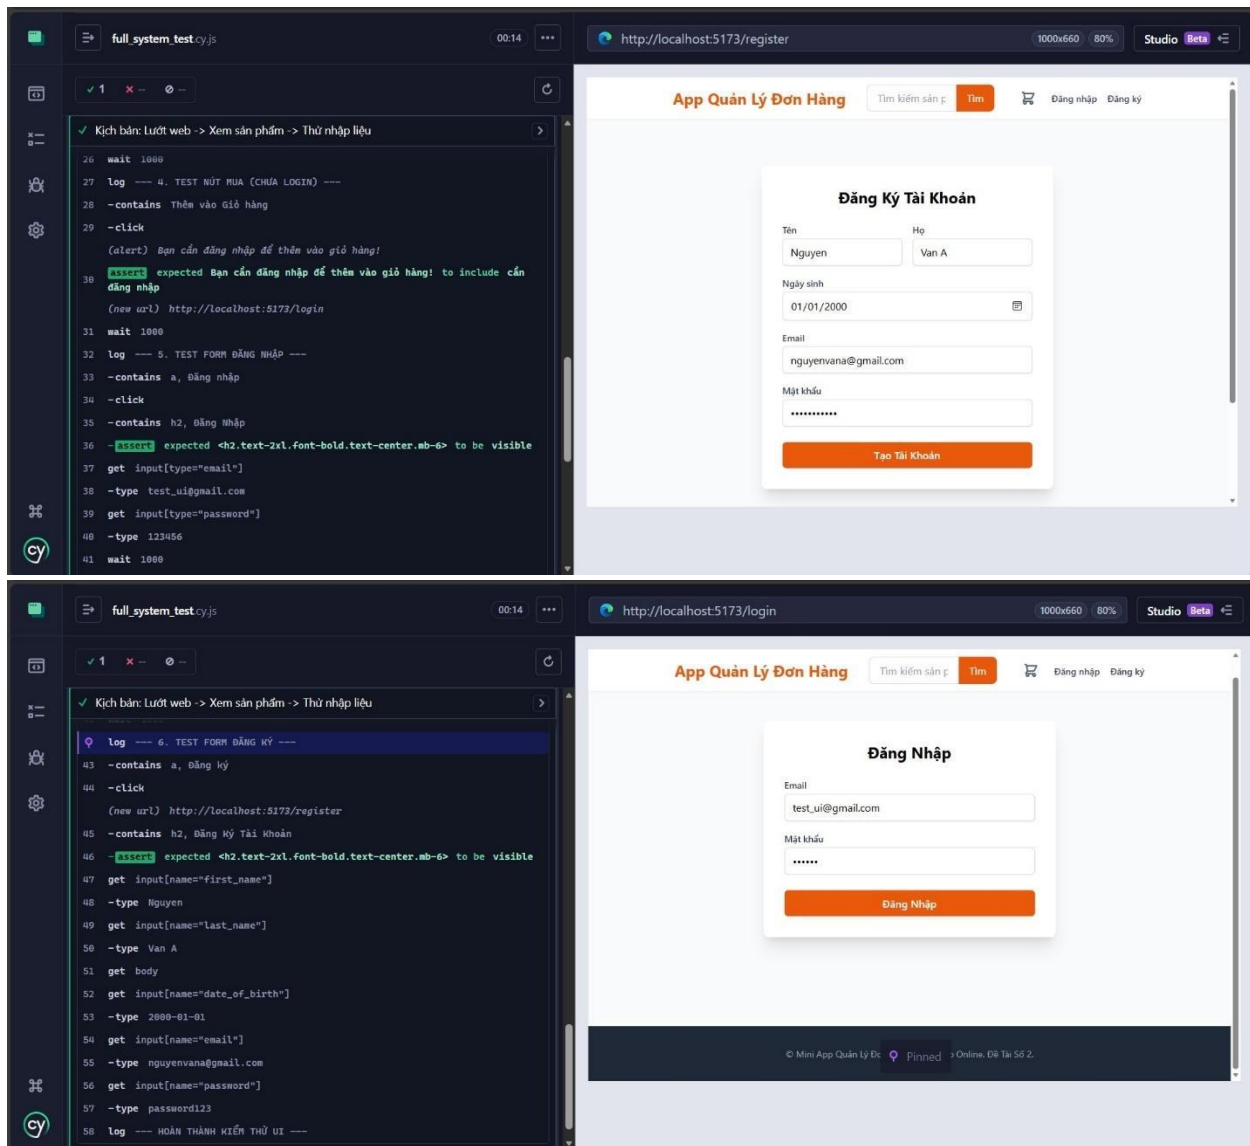 full_system_test.cy.js
00:14
http://localhost:5173/register
1000x660 80%
Studio Beta
1 -- --
Kịch bản: Lướt web -> Xem sản phẩm -> Thử nhập liệu
26 wait 1000
27 log --- 4. TEST NÚT MUA (CHƯA LOGIN) ---
28 -contains Thêm vào Giỏ hàng
29 -click
(alert) Bạn cần đăng nhập để thêm vào giỏ hàng!
30 assert expected Bạn cần đăng nhập để thêm vào giỏ hàng! to include cần
đăng nhập
(new url) http://localhost:5173/login
31 wait 1000
32 log --- 5. TEST FORM ĐĂNG NHẬP ---
33 -contains a, Đăng nhập
34 -click
35 -contains h2, Đăng Nhập
36 -assert expected <h2.text-2xl.font-bold.text-center.mb-6> to be visible
37 get input[type="email"]
38 -type test_ui@gmail.com
39 get input[type="password"]
40 -type 123456
41 wait 1000
cy
App Quản Lý Đơn Hàng
Tìm kiếm sản p
Tìm
Đăng nhập Đăng ký
Đăng Ký Tài Khoản
Tên Họ
Nguyen Van A
Ngày sinh
01/01/2000
Email
nguyenvana@gmail.com
Mật khẩu
•••••••••••
Tạo Tài Khoản
full_system_test.cy.js
00:14
http://localhost:5173/login
1000x660 80%
Studio Beta
1 -- --
Kịch bản: Lướt web -> Xem sản phẩm -> Thử nhập liệu
log --- 6. TEST FORM ĐĂNG KÝ ---
43 -contains a, Đăng ký
44 -click
(new url) http://localhost:5173/register
45 -contains h2, Đăng Ký Tài Khoản
46 -assert expected <h2.text-2xl.font-bold.text-center.mb-6> to be visible
47 get input[name="first_name"]
48 -type Nguyen
49 get input[name="last_name"]
50 -type Van A
51 get body
52 get input[name="date_of_birth"]
53 -type 2000-01-01
54 get input[name="email"]
55 -type nguyenvana@gmail.com
56 get input[name="password"]
57 -type password123
58 log --- HOÀN THÀNH KIỂM THỬ UI ---
cy
App Quản Lý Đơn Hàng
Tìm kiếm sản p
Tìm
Đăng nhập Đăng ký
Đăng Nhập
Email
test_ui@gmail.com
Mật khẩu
••••••
Đăng Nhập
© Mini App Quản Lý Pinned Online. Đề Tài Số 2.